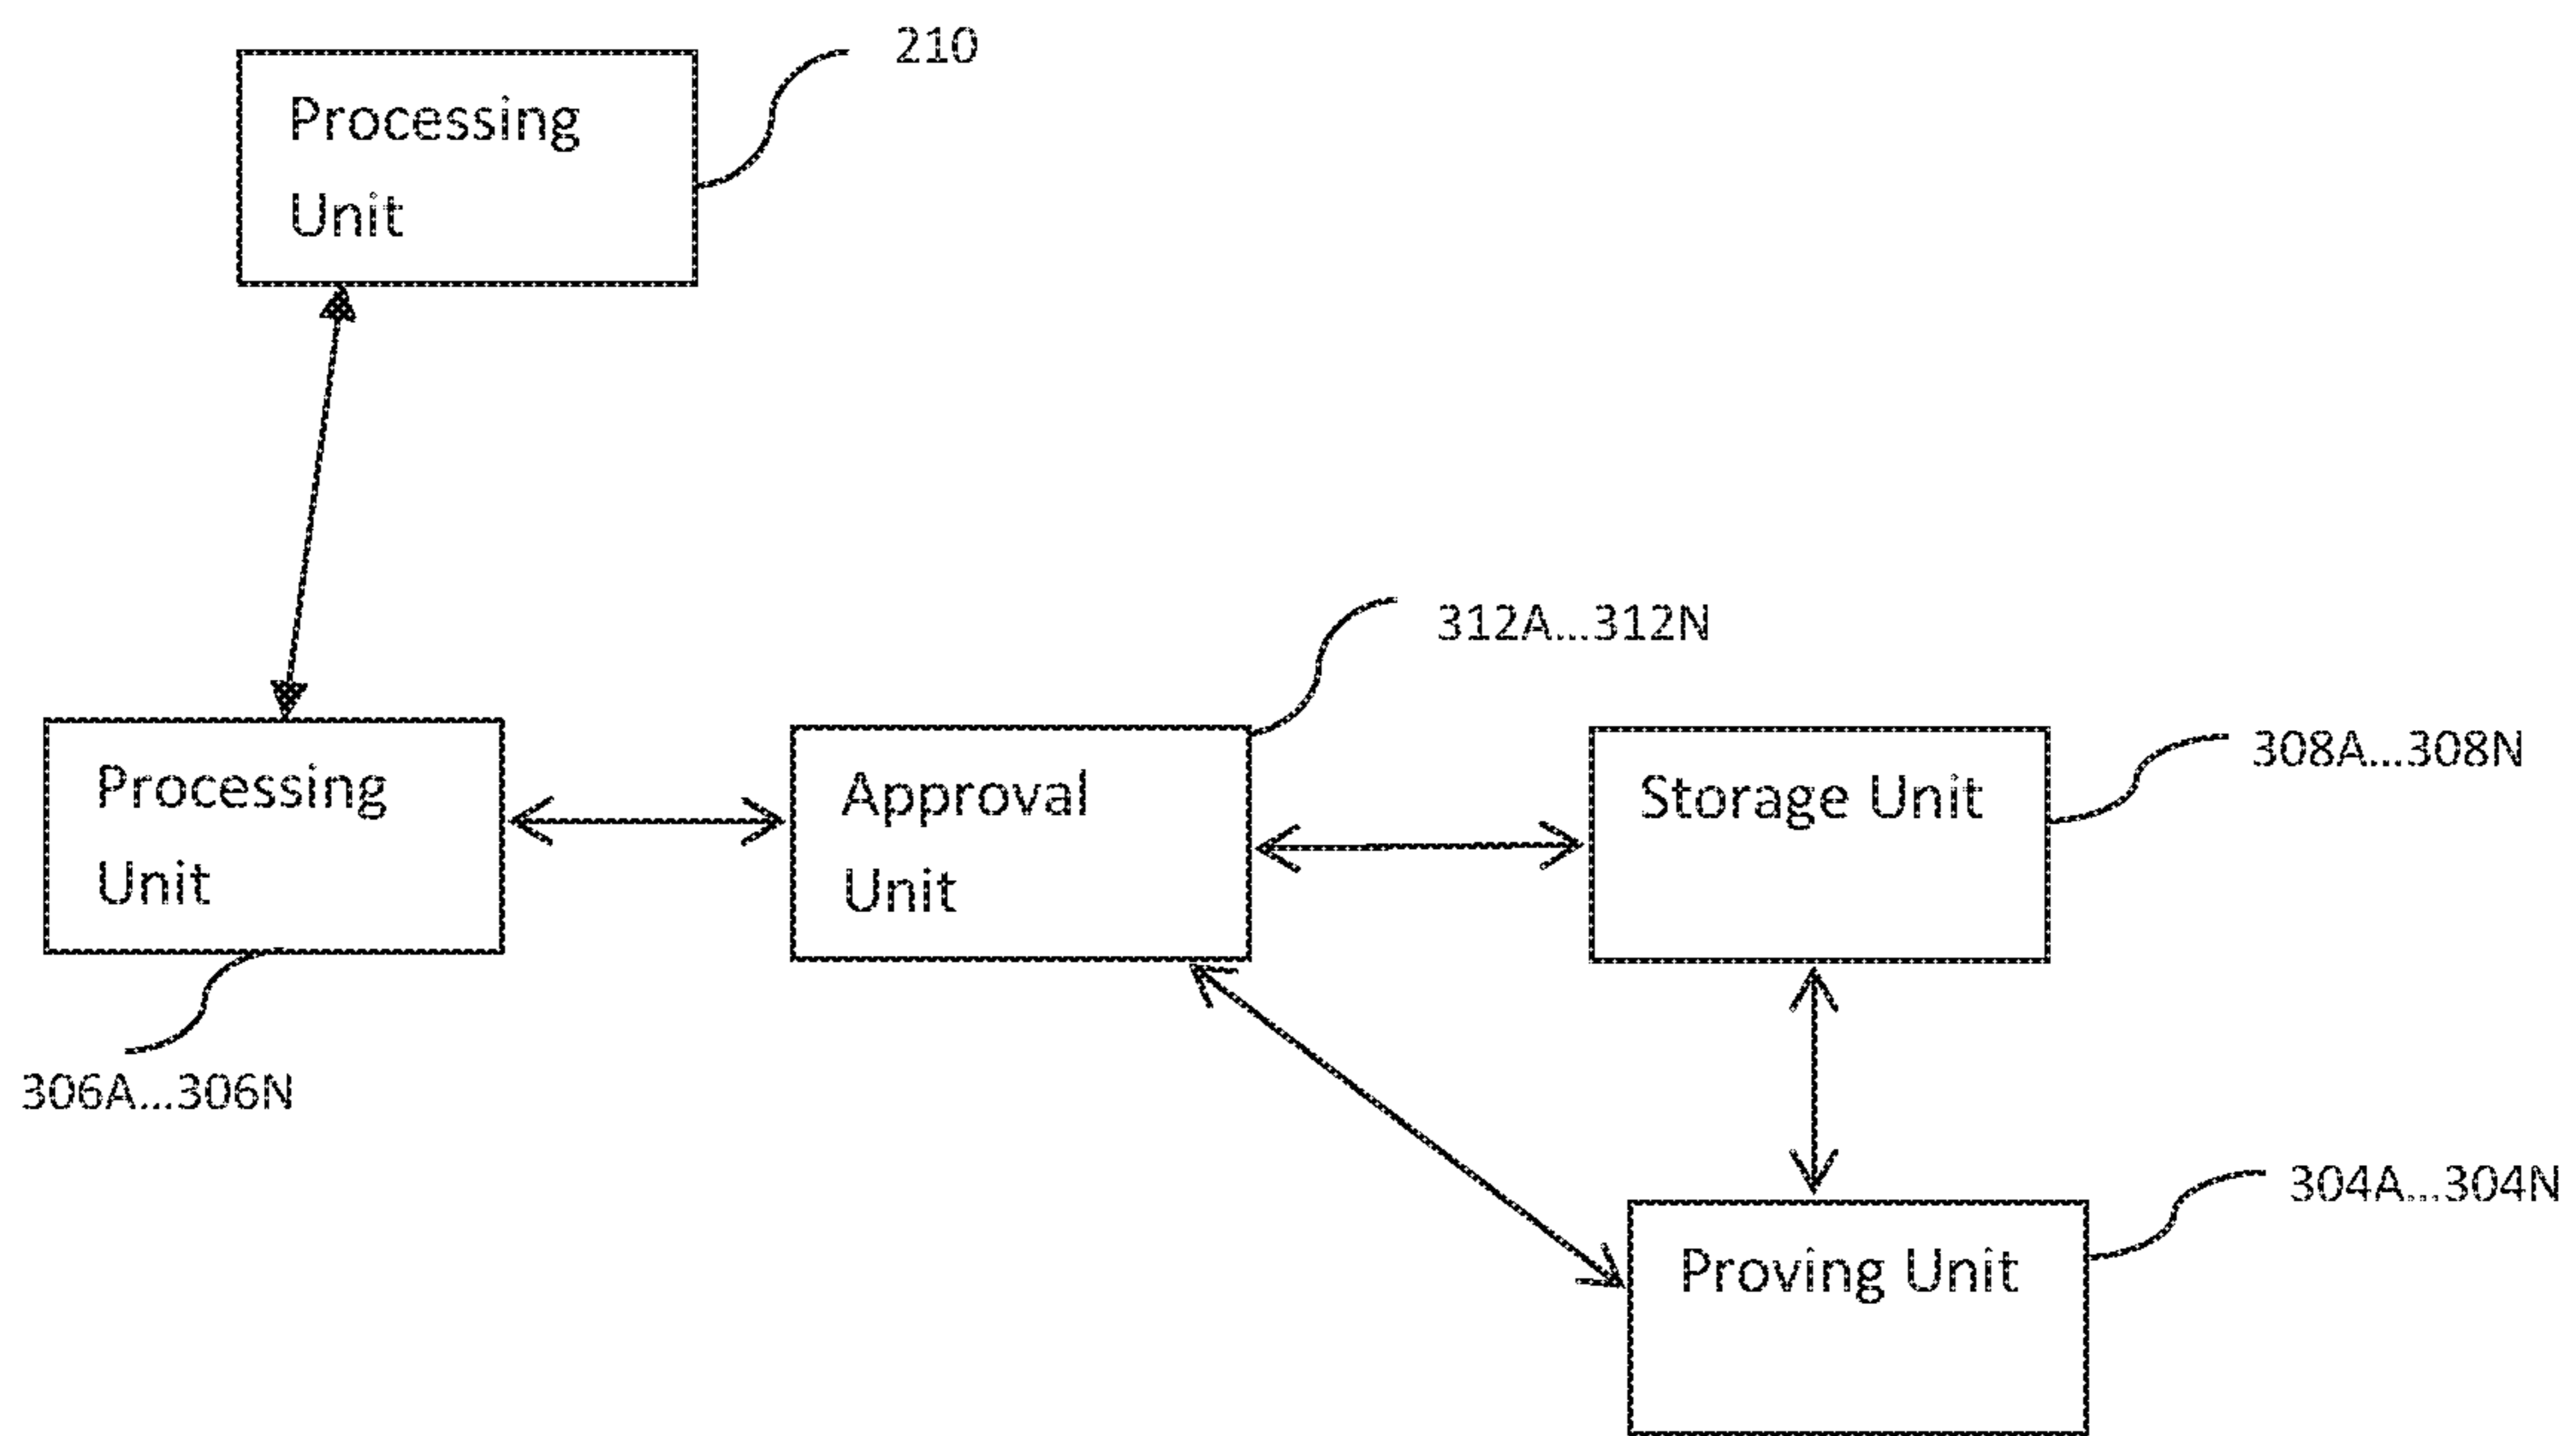 210
Processing
Unit
312A...312N
Processing
Unit
Approval
Unit
Storage Unit
308A...308N
306A...306N
304A...304N
Proving Unit